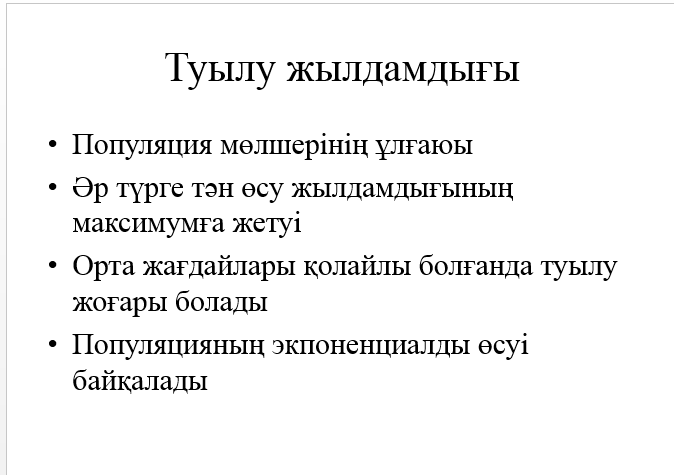 Туылу жылдамдығы
• Популяция мөлшерінің ұлғаюы
• Әр түрге тән өсу жылдамдығының
максимумға жетуі
• Орта жағдайлары қолайлы болғанда туылу
жоғары болады
• Популяцияның экпоненциалды өсуі
байқалады